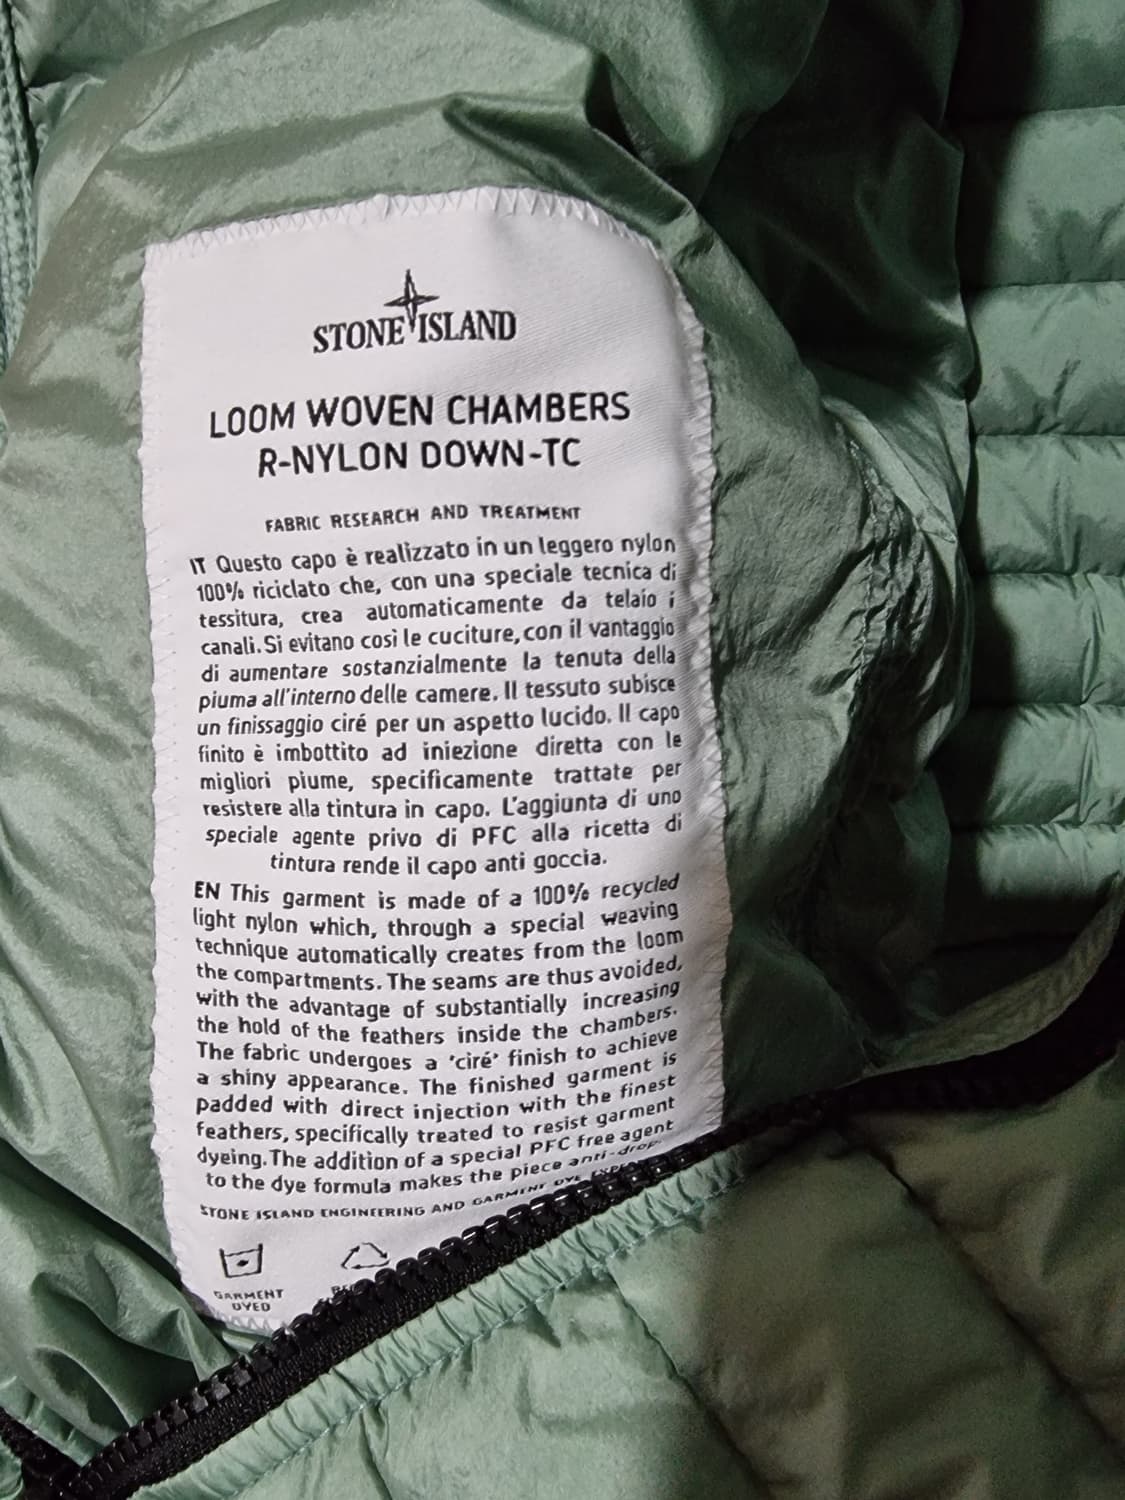 STONE ISLAND
LOOM WOVEN CHAMBERS
R-NYLON DOWN-TC
FABRIC RESEARCH AND TREATMENT
IT Questo capo è realizzato in un leggero nylon
100% riciclato che, con una speciale tecnica di
tessitura, crea automaticamente da telaio i
canali. Si evitano così le cuciture, con il vantaggio
di aumentare sostanzialmente la tenuta della
piuma all'interno delle camere. Il tessuto subisce
un finissaggio ciré per un aspetto lucido. Il capo
finito è imbottito ad iniezione diretta con le
migliori piume, specificamente trattate per
resistere alla tintura in capo. L'aggiunta di uno
speciale agente privo di PFC alla ricetta di
tintura rende il capo anti goccia.
EN This garment is made of a 100% recycled
light nylon which, through a special weaving
technique automatically creates from the loom
the compartments. The seams are thus avoided,
with the advantage of substantially increasing
the hold of the feathers inside the chambers.
The fabric undergoes a 'ciré' finish to achieve
a shiny appearance. The finished garment is
padded with direct injection with the finest
feathers, specifically treated to resist garment
dyeing. The addition of a special PFC free agent
to the dye formula makes the piece anti-drop.
STONE ISLAND ENGINEERING AND GARMENT DYE
GARMENT
DYED